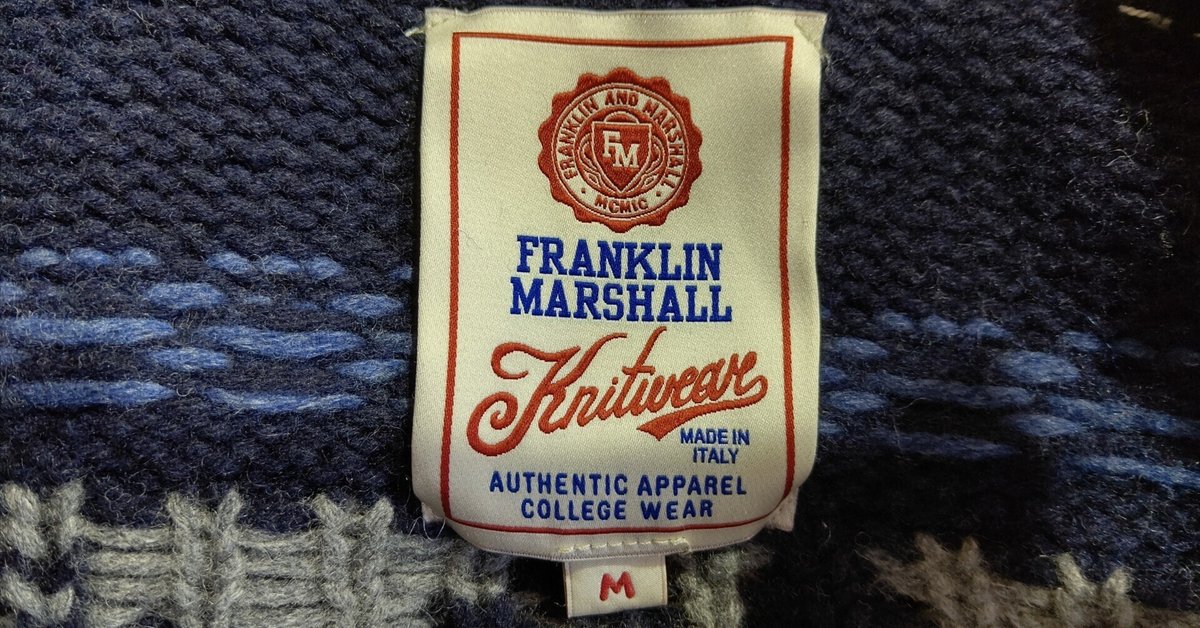 FRANKLIN AND MARSHALL
FM
MCMIC
FRANKLIN
MARSHALL
Knitwear
MADE IN
ITALY
AUTHENTIC APPAREL
COLLEGE WEAR
M